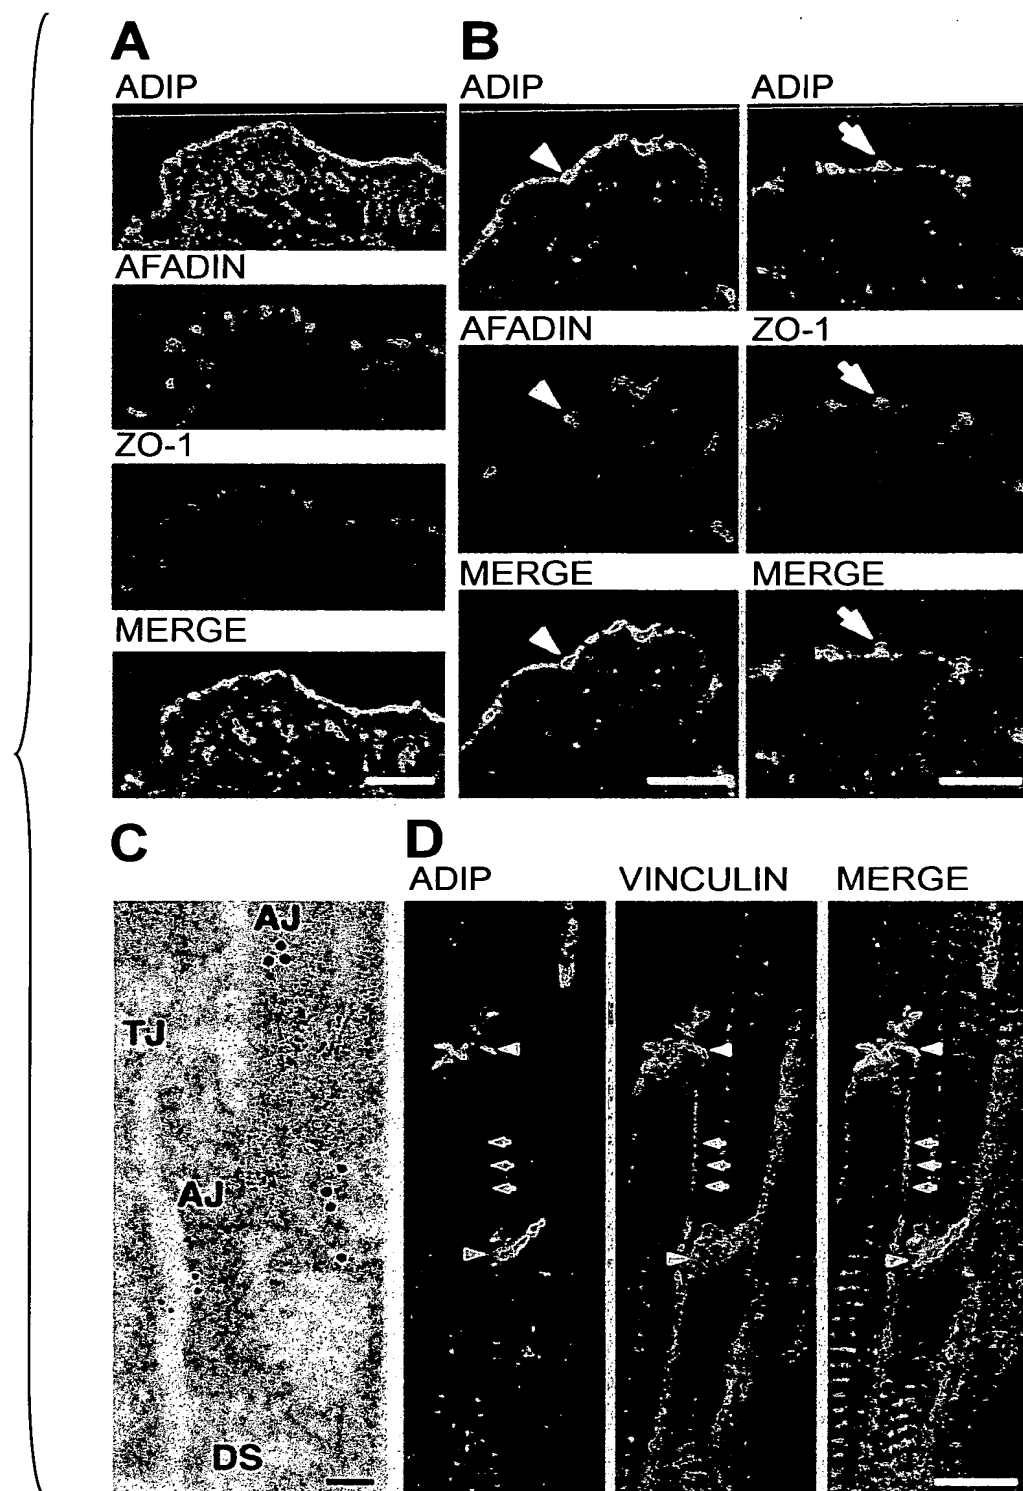 A
ADIP
AFADIN
ZO-1
MERGE
B
ADIP
ADIP
AFADIN
ZO-1
MERGE
MERGE
C
AJ
TJ
AJ
DS
D
ADIP
VINCULIN
MERGE